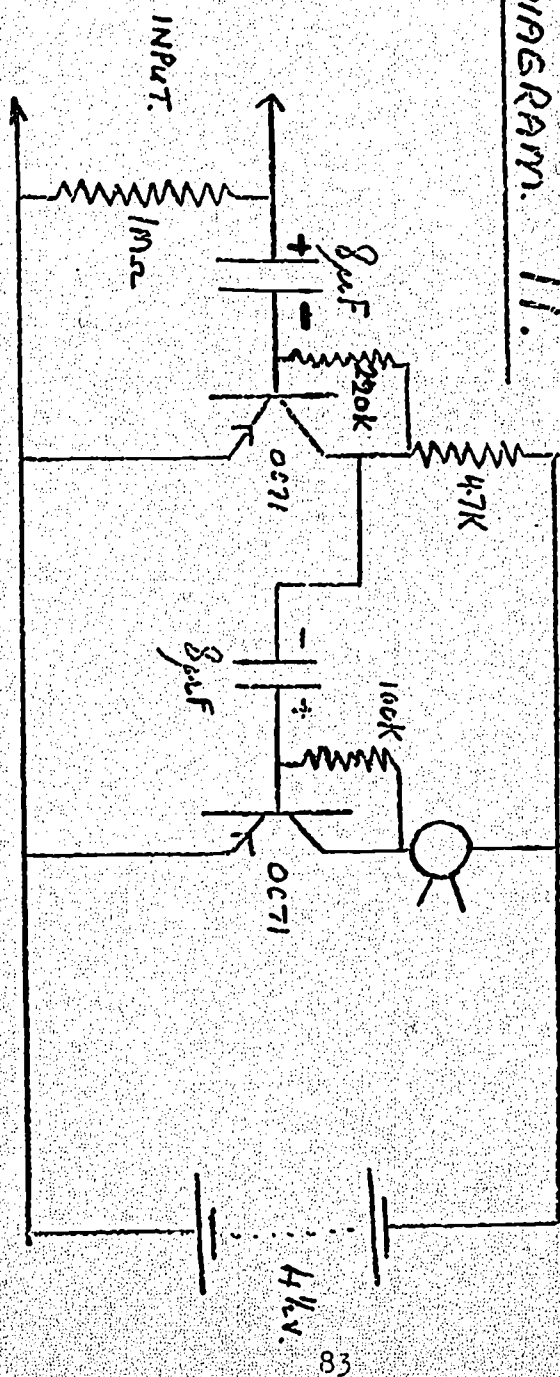 DIAGRAM. 11.
INPUT.
1MΩ
8µF
+
-
220K
4.7K
OC71
-
+
8µF
100K
OC71
4½V.
83